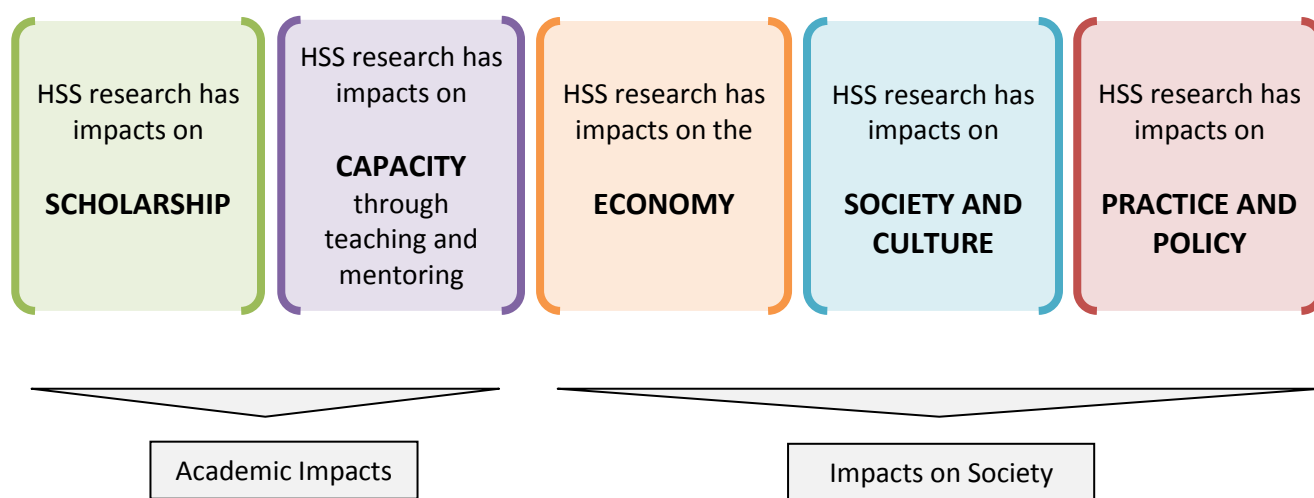 HSS research has
impacts on
SCHOLARSHIP
HSS research has
impacts on
CAPACITY
through
teaching and
mentoring
HSS research has
impacts on the
ECONOMY
HSS research has
impacts on
SOCIETY AND
CULTURE
HSS research has
impacts on
PRACTICE AND
POLICY
Academic Impacts
Impacts on Society